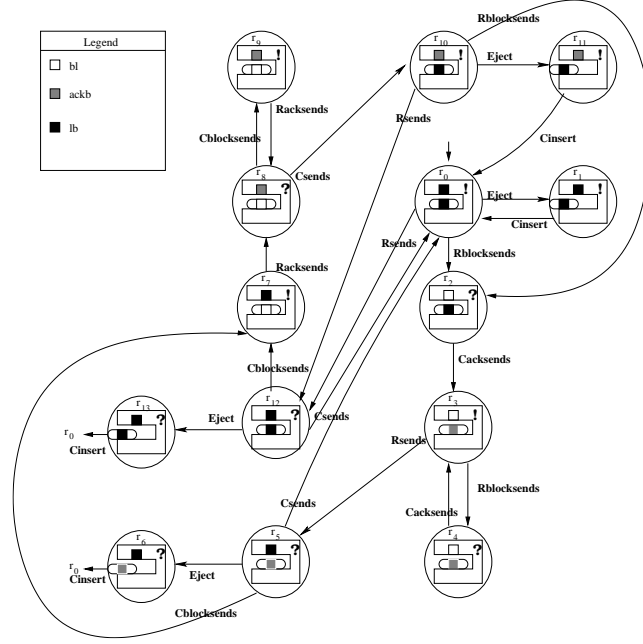 Legend
bl
ackb
lb
Rblocksends
r9
!
r10
!
Eject
r11
!
Racksends
Cblocksends
Rsends
Csends
Cinsert
r8
?
r0
!
Eject
r1
!
Cinsert
Rsends
Racksends
Rblocksends
r7
!
r2
?
Cacksends
Cblocksends
r13
?
Eject
r12
?
Csends
r3
!
r0
Cinsert
Rsends
Rblocksends
Csends
Cacksends
r6
?
r5
?
r4
?
r0
Cinsert
Eject
Cblocksends